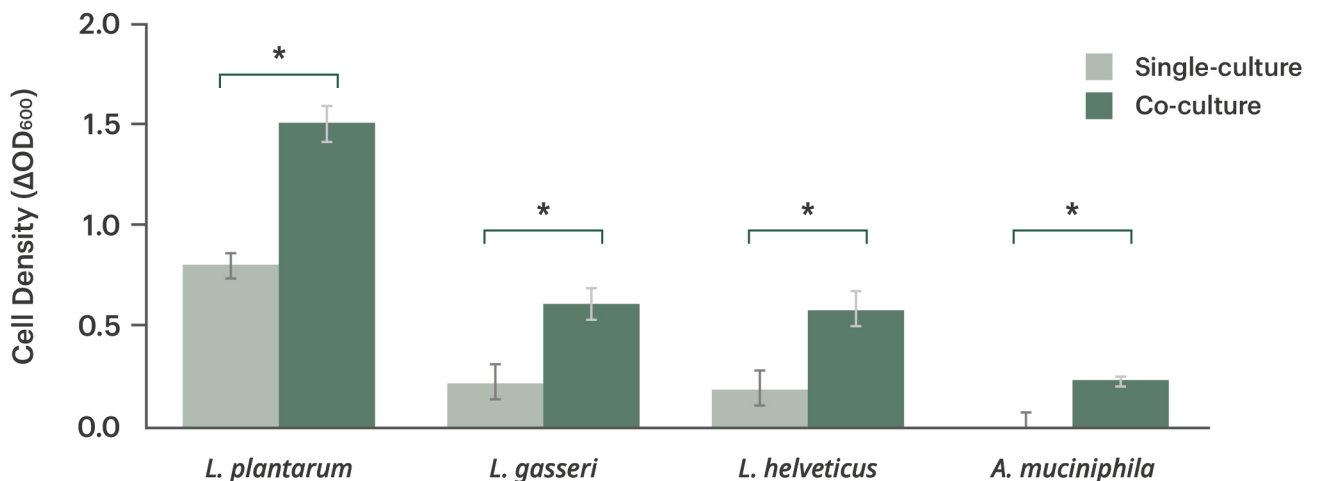 Cell Density (ΔOD₆₀₀)
2.0
1.5
1.0
0.5
0.0
*
*
*
*
Single-culture
Co-culture
L. plantarum
L. gasseri
L. helveticus
A. muciniphila